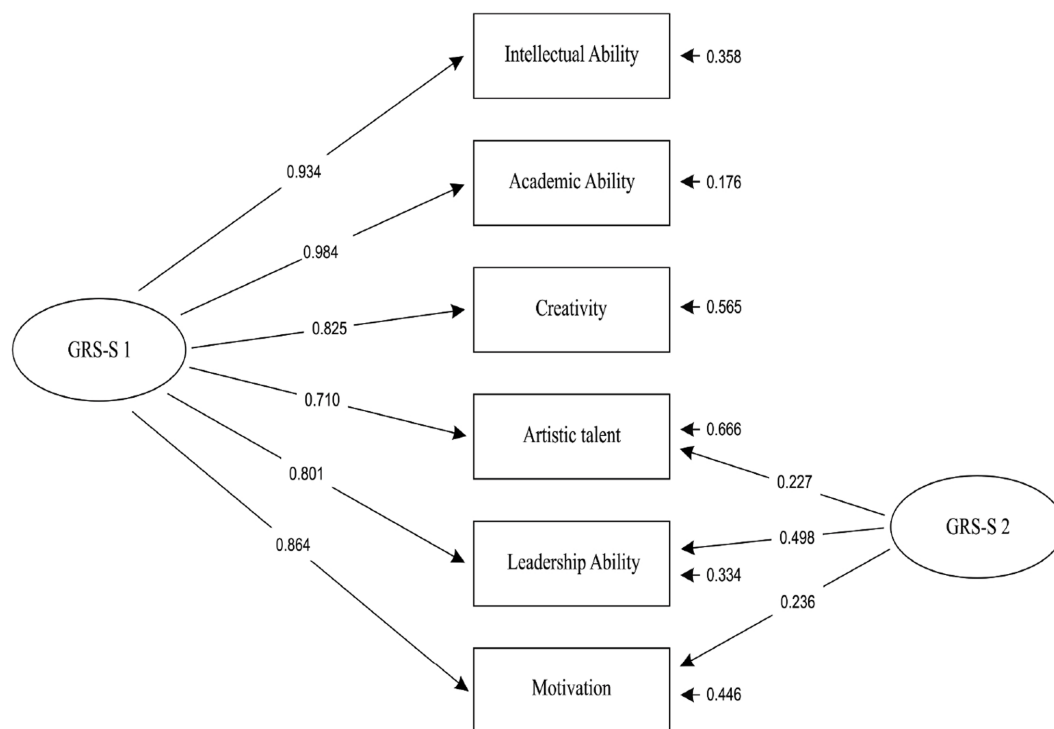 Intellectual Ability
0.358
0.934
Academic Ability
0.176
0.984
Creativity
0.565
0.825
GRS-S 1
0.710
Artistic talent
0.666
0.227
0.801
GRS-S 2
0.498
0.864
Leadership Ability
0.334
0.236
Motivation
0.446